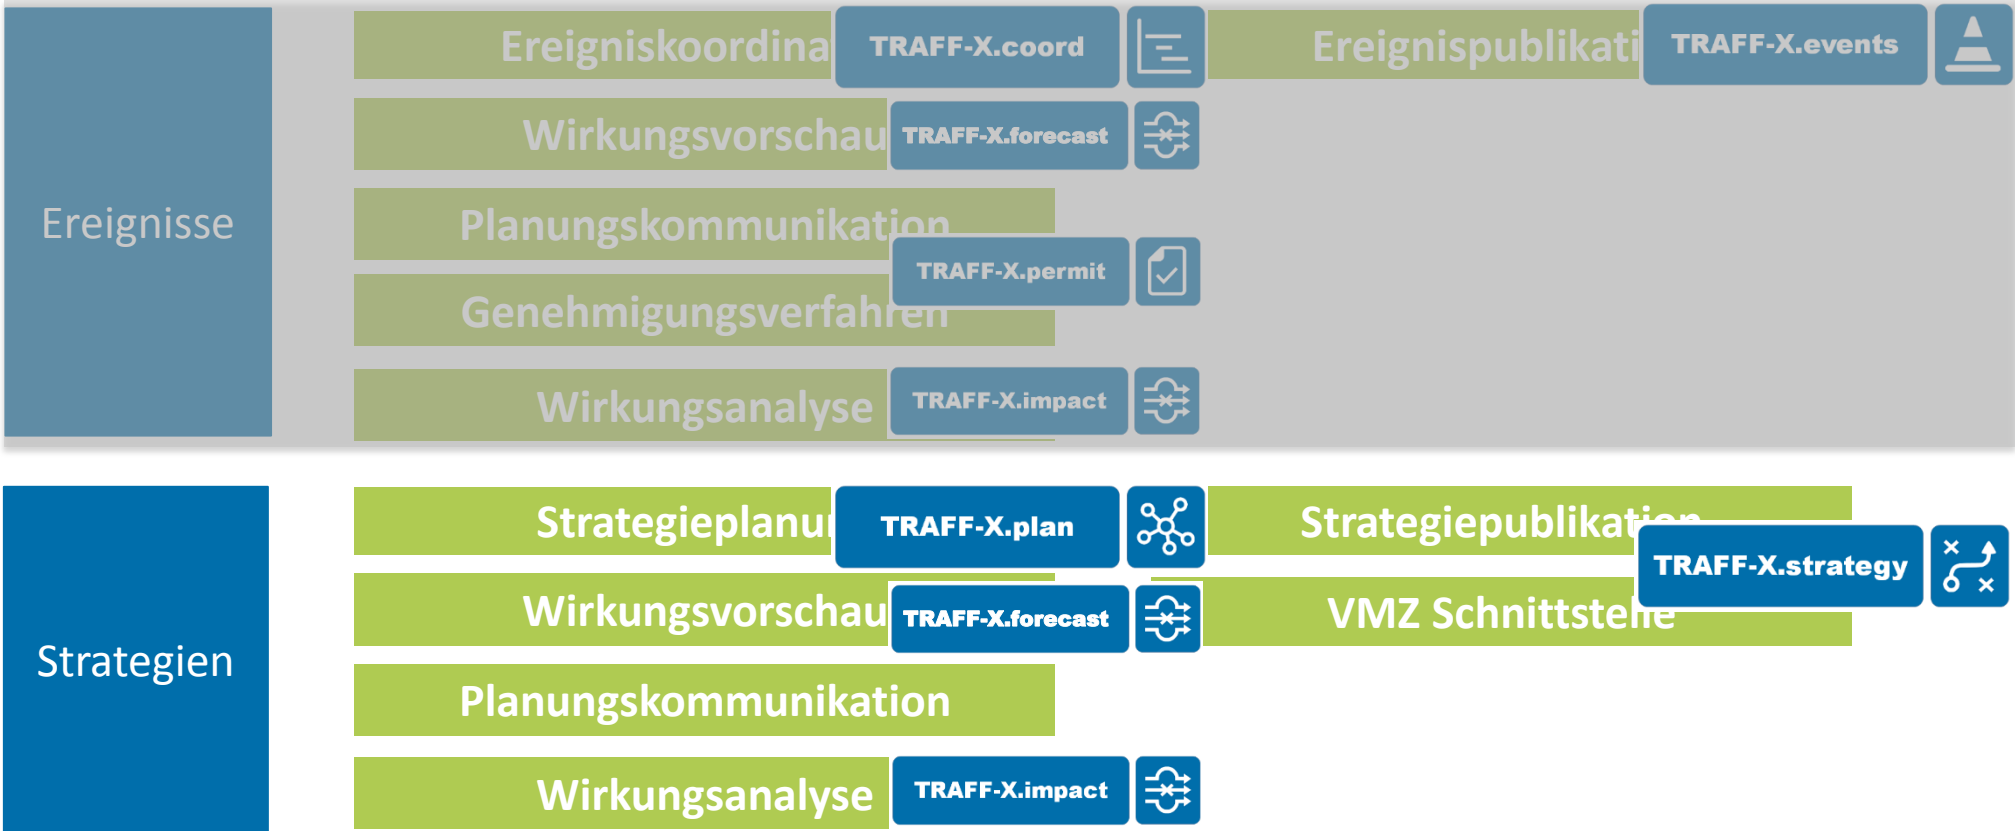 Ereignisse
Ereigniskoordina
TRAFF-X.coord
Ereignispublikati
TRAFF-X.events
Wirkungsvorschau
TRAFF-X.forecast
Planungskommunikation
TRAFF-X.permit
Genehmigungsverfahren
Wirkungsanalyse
TRAFF-X.impact
Strategien
Strategieplanu
TRAFF-X.plan
Strategiepublikation
TRAFF-X.strategy
Wirkungsvorschau
TRAFF-X.forecast
VMZ Schnittstelle
Planungskommunikation
Wirkungsanalyse
TRAFF-X.impact